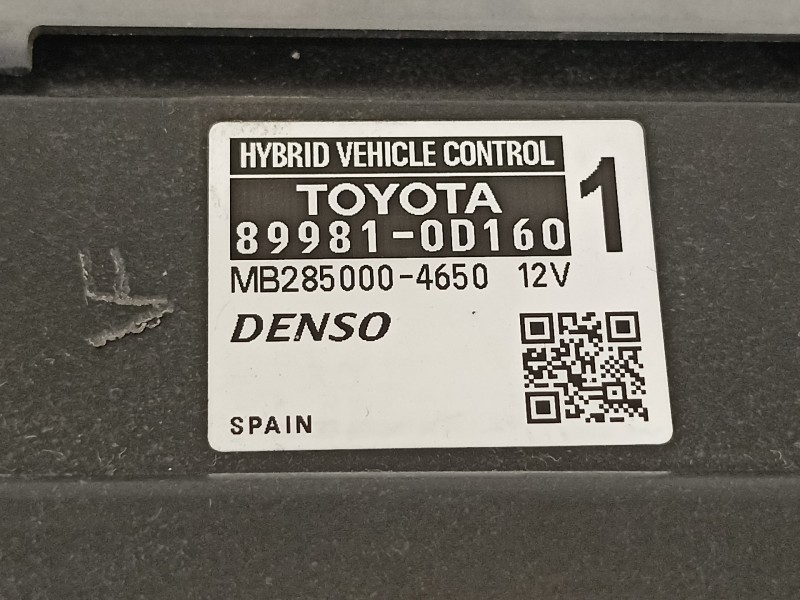 HYBRID VEHICLE CONTROL
TOYOTA
89981-0D160
1
MB285000-4650 12V
DENSO
SPAIN